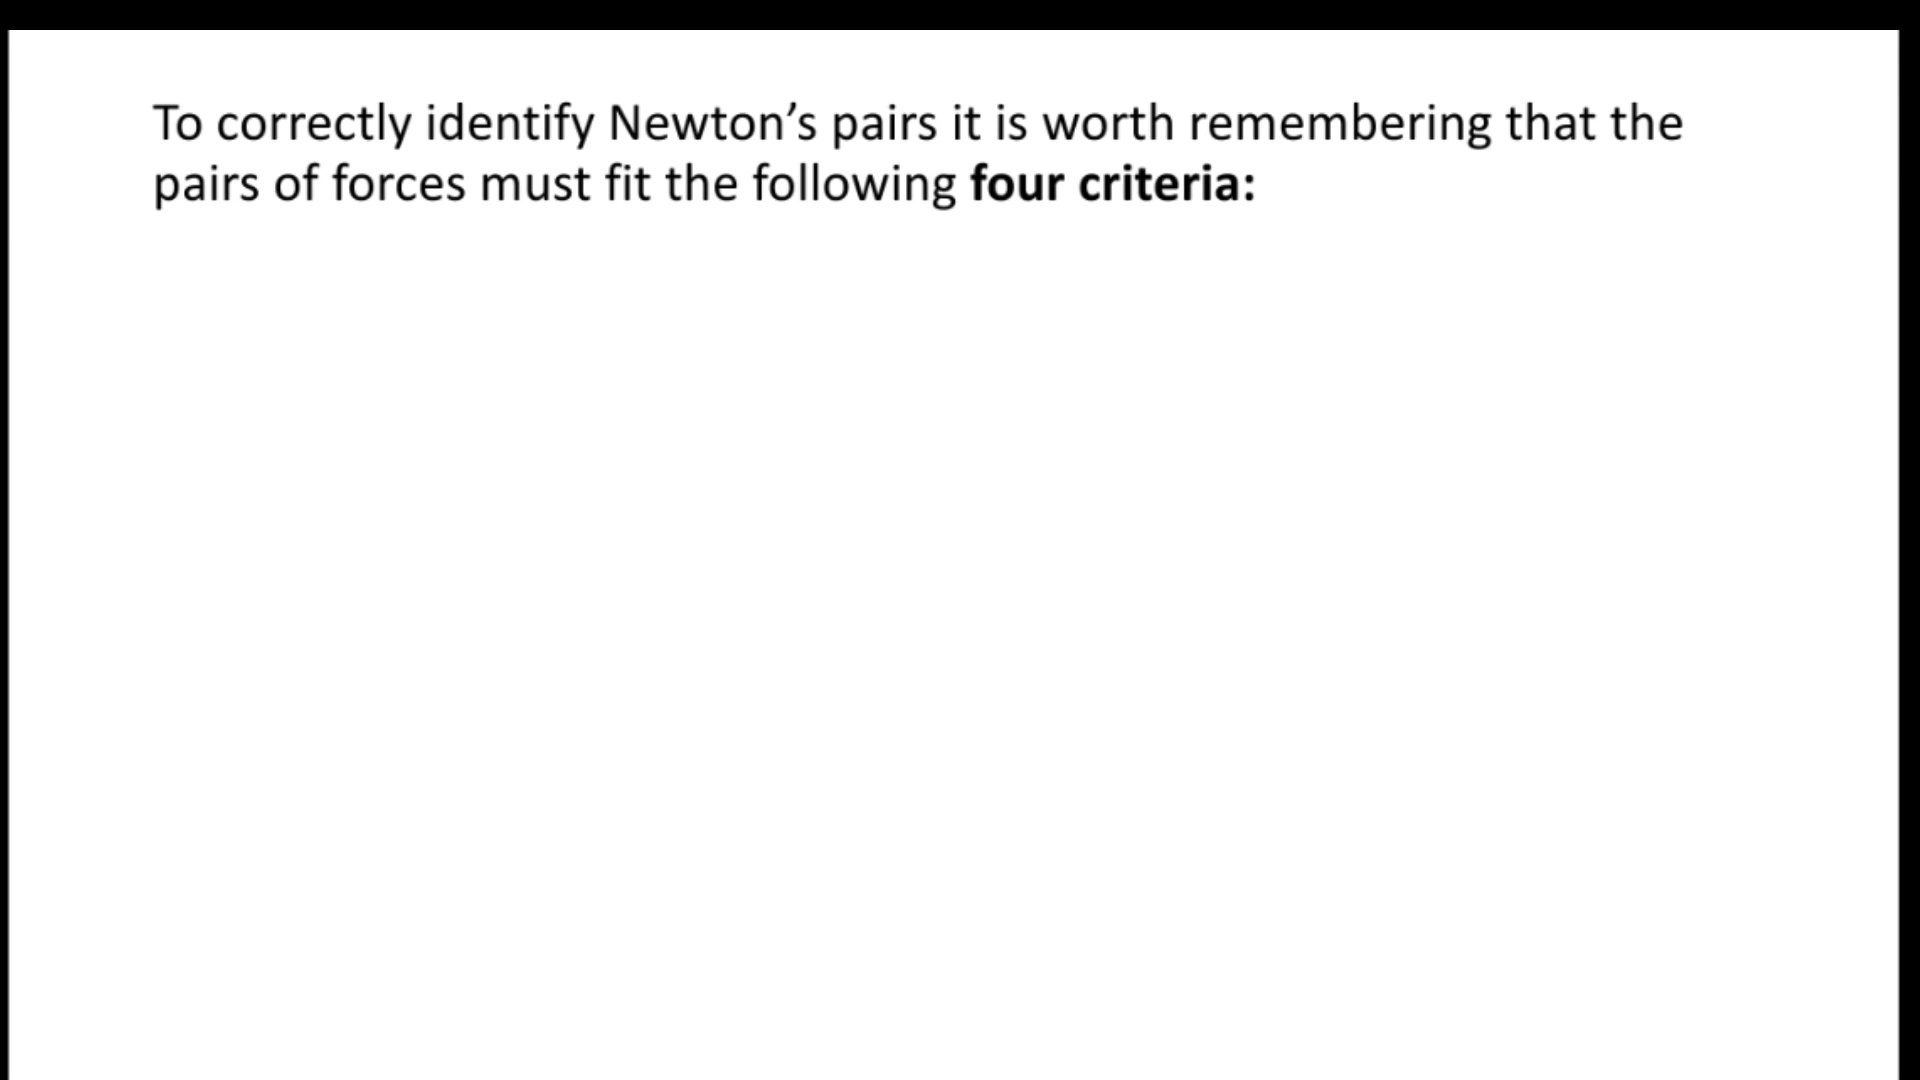 To correctly identify Newton’s pairs it is worth remembering that the
pairs of forces must fit the following four criteria: